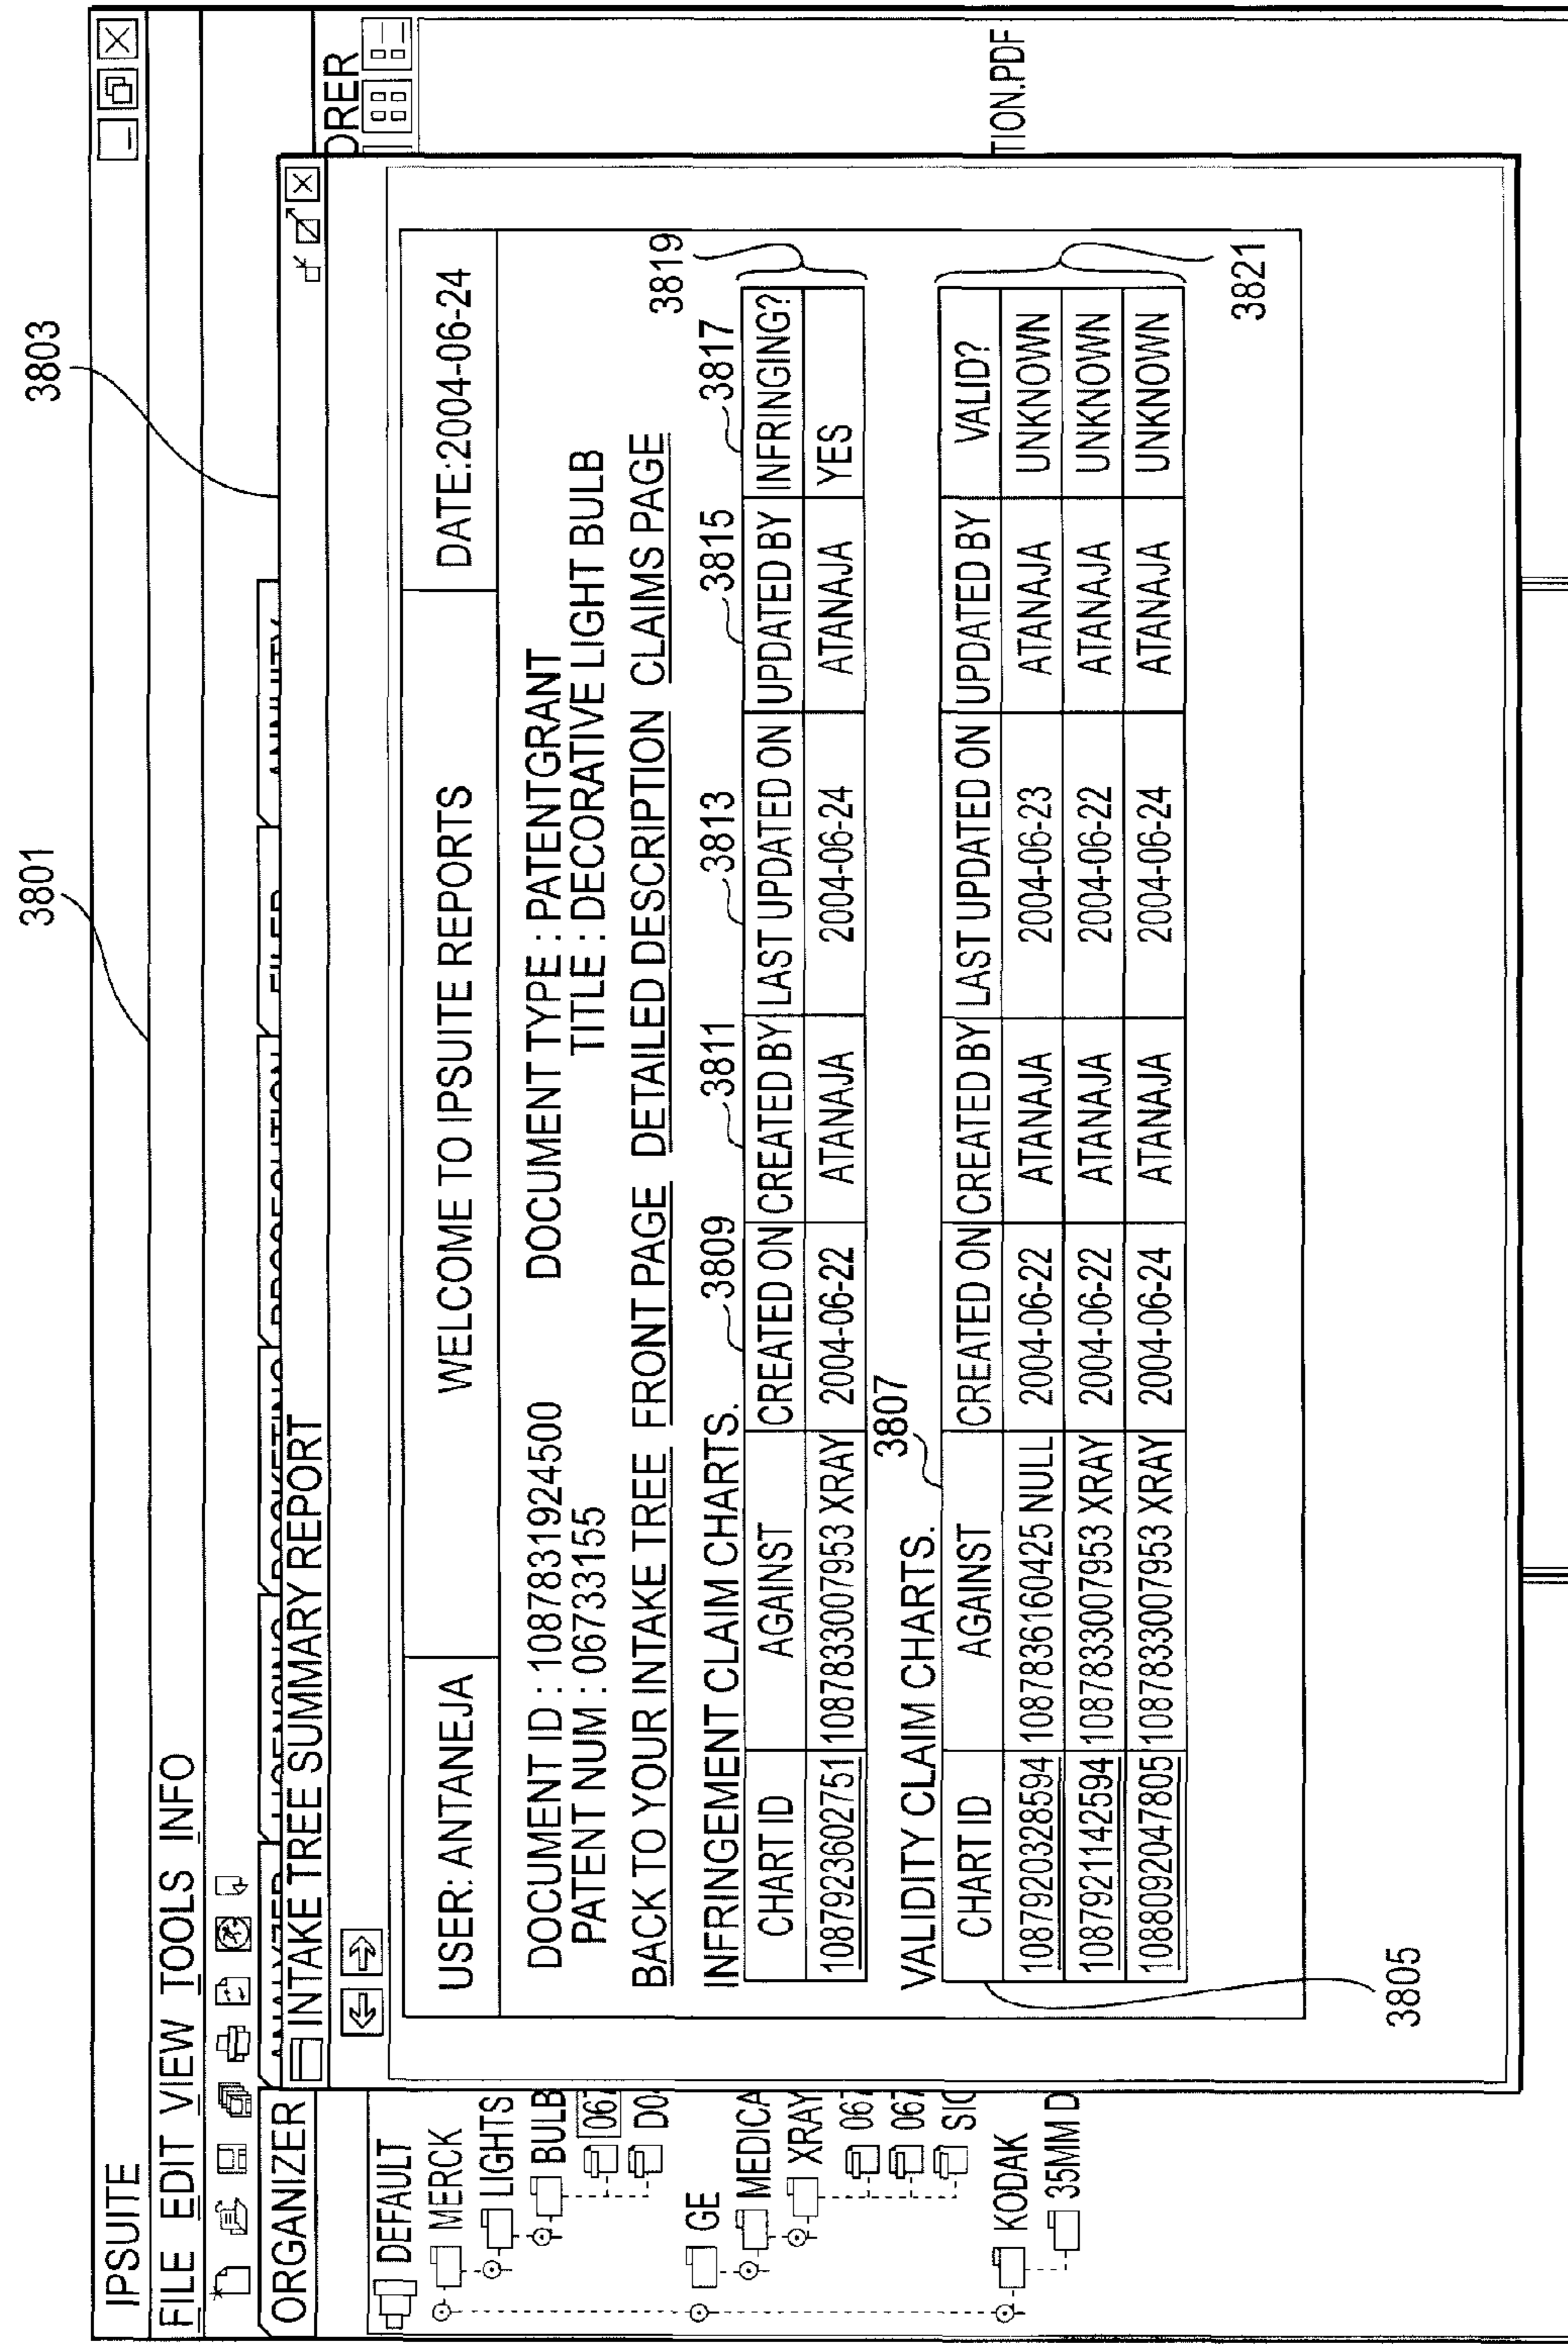 3801
3803
IPSUITE
FILE EDIT VIEW TOOLS INFO
ORGANIZER
INTAKE TREE SUMMARY REPORT
DEFAULT
MERCK
LIGHTS
BULB
067
D04
GE
MEDICA
XRAY
067
067
SIC
KODAK
35MM D
ORER
TION.PDF
USER: ANTANEJA WELCOME TO IPSUITE REPORTS DATE:2004-06-24
DOCUMENT ID : 1087831924500 DOCUMENT TYPE : PATENTGRANT
PATENT NUM : 06733155 TITLE : DECORATIVE LIGHT BULB
BACK TO YOUR INTAKE TREE FRONT PAGE DETAILED DESCRIPTION CLAIMS PAGE
INFRINGEMENT CLAIM CHARTS. 3809 3811 3813 3815 3817 3819
CHART ID AGAINST CREATED ON CREATED BY LAST UPDATED ON UPDATED BY INFRINGING?
1087923602751 1087833007953 XRAY 2004-06-22 ATANAJA 2004-06-24 ATANAJA YES
VALIDITY CLAIM CHARTS. 3807
CHART ID AGAINST CREATED ON CREATED BY LAST UPDATED ON UPDATED BY VALID?
1087920328594 1087836160425 NULL 2004-06-22 ATANAJA 2004-06-23 ATANAJA UNKNOWN
1087921142594 1087833007953 XRAY 2004-06-22 ATANAJA 2004-06-22 ATANAJA UNKNOWN
1088092047805 1087833007953 XRAY 2004-06-24 ATANAJA 2004-06-24 ATANAJA UNKNOWN
3805
3821